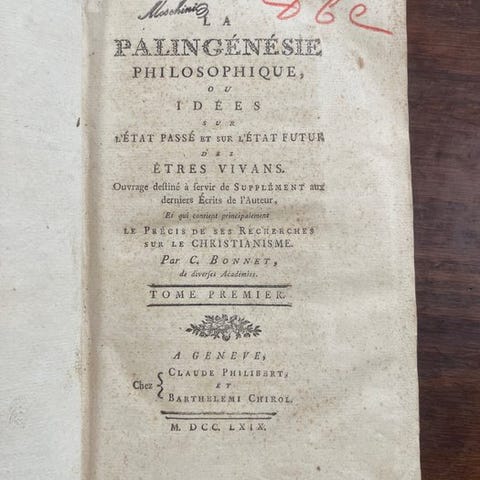 Moschini
DBC
LA
PALINGÉNÉSIE
PHILOSOPHIQUE,
OU
IDÉES
SUR
L'ÉTAT PASSÉ ET SUR L'ÉTAT FUTUR
DES
ÊTRES VIVANS.
Ouvrage destiné à servir de SUPPLÉMENT aux
derniers Écrits de l'Auteur,
Et qui contient principalement
LE PRÉCIS DE SES RECHERCHES
SUR LE CHRISTIANISME.
Par C. BONNET,
de diverses Académies.
TOME PREMIER.
A GENEVE,
Chez { CLAUDE PHILIBERT,
ET
BARTHELEMI CHIROL.
M. DCC. LXIX.